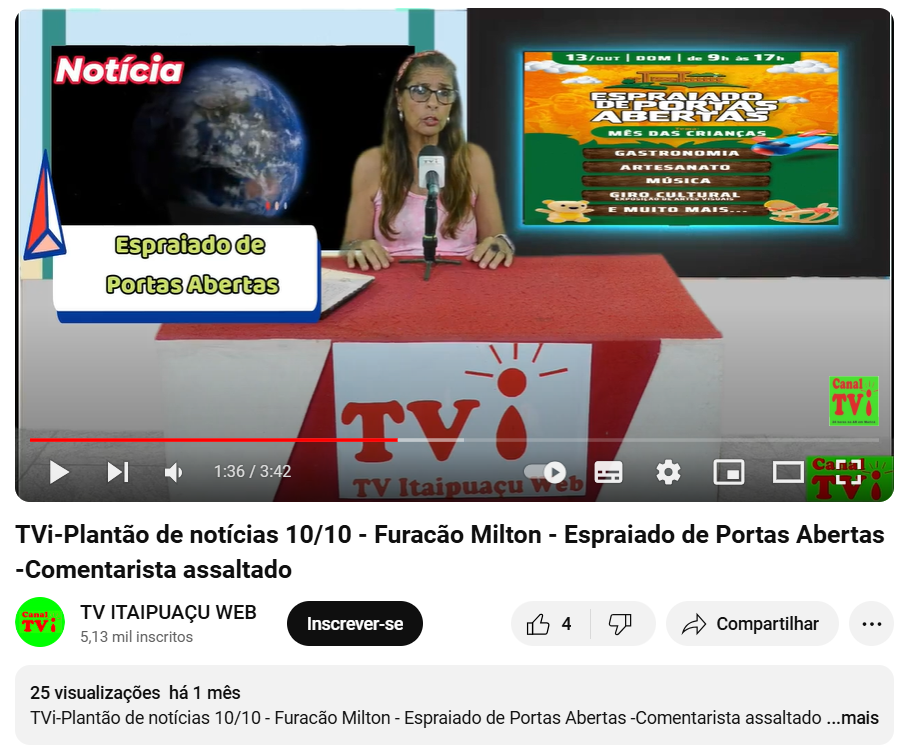 Notícia
13/OUT | DOM | de 9h às 17h
ESPRAIADO
DE PORTAS
ABERTAS
MÊS DAS CRIANÇAS
GASTRONOMIA
ARTESANATO
MÚSICA
GIRO CULTURAL
EXPOSIÇÃO DE ARTES VISUAIS
E MUITO MAIS...
Espraiado de
Portas Abertas
TVi
TV Itaipuaçu Web
Canal
TVi
Canal
TVi
1:36 / 3:42
TVi-Plantão de notícias 10/10 - Furacão Milton - Espraiado de Portas Abertas
-Comentarista assaltado
Canal
TVi
TV ITAIPUAÇU WEB
5,13 mil inscritos
Inscrever-se
4
Compartilhar
25 visualizações há 1 mês
TVi-Plantão de notícias 10/10 - Furacão Milton - Espraiado de Portas Abertas -Comentarista assaltado ...mais